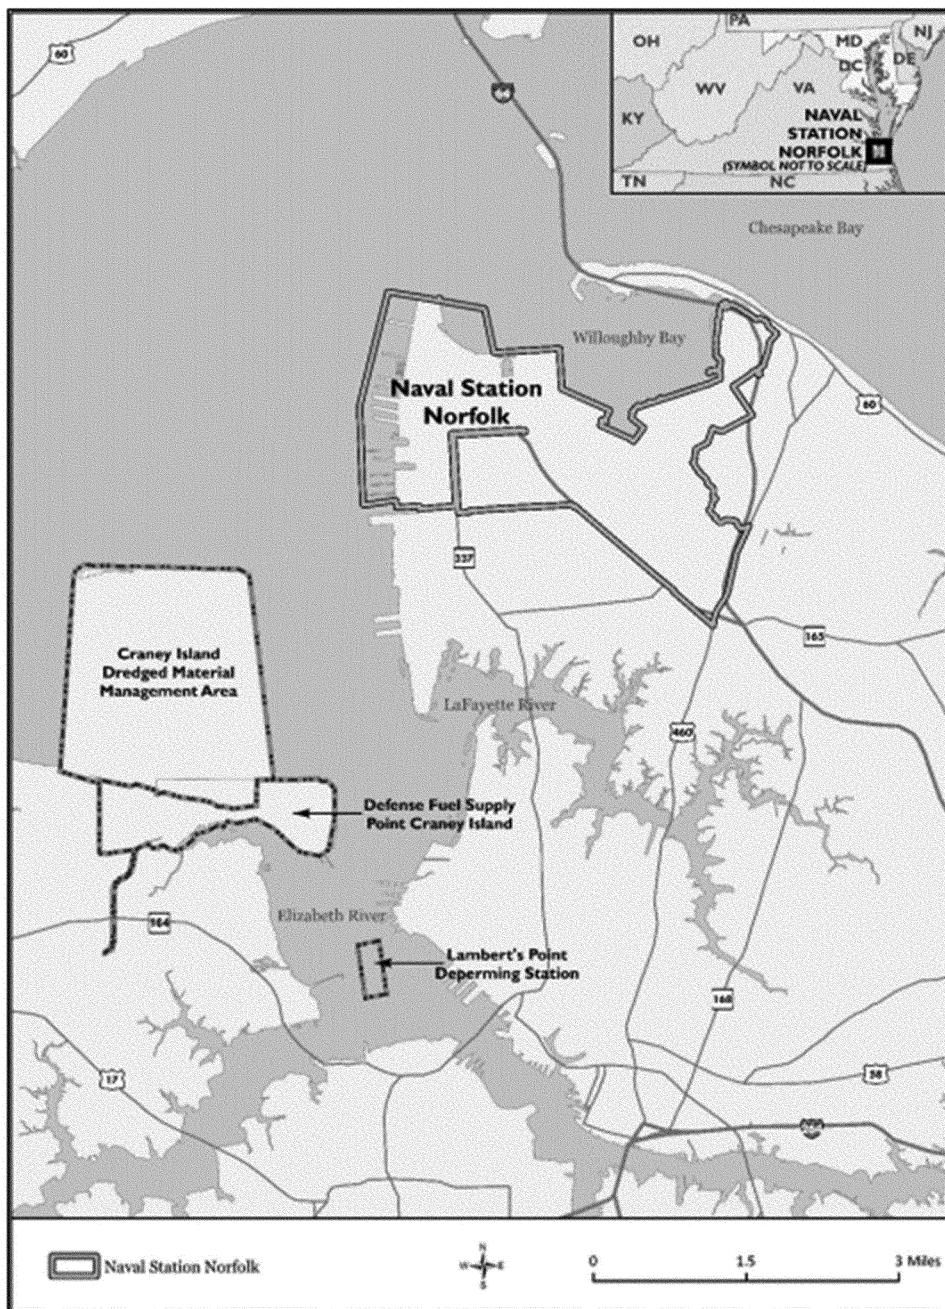 60
PA
NJ
OH
MD
DE
DC
WV
VA
KY
NAVAL
STATION
NORFOLK
(SYMBOL NOT TO SCALE)
TN
NC
Chesapeake Bay
Willoughby Bay
Naval Station
Norfolk
60
337
165
Craney Island
Dredged Material
Management Area
LaFayette River
460
Defense Fuel Supply
Point Craney Island
164
Elizabeth River
Lambert's Point
Deperming Station
168
17
58
Naval Station Norfolk
N
W
E
S
0
1.5
3 Miles